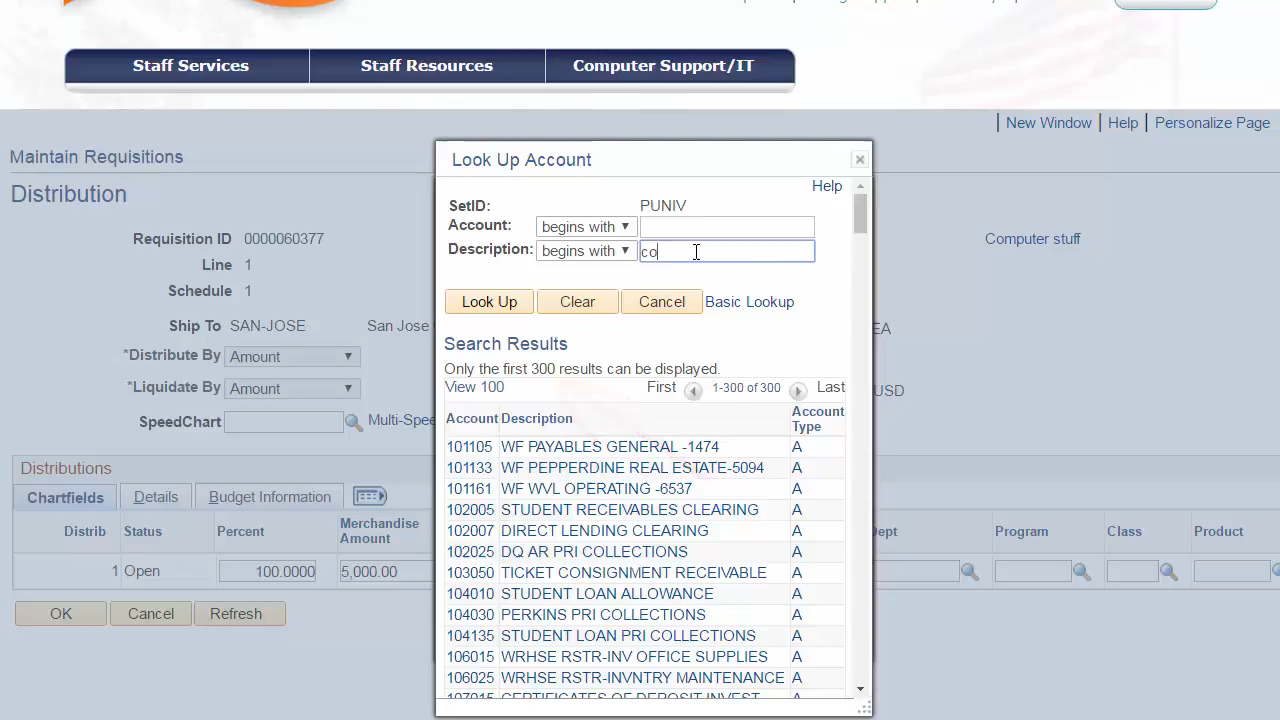 Staff Services
Staff Resources
Computer Support/IT
New Window
Help
Personalize Page
Maintain Requisitions
Distribution
Requisition ID 0000060377
Computer stuff
Line 1
Schedule 1
Ship To SAN-JOSE San Jose
EA
*Distribute By Amount
*Liquidate By Amount
USD
SpeedChart
Distributions
Chartfields Details Budget Information
Distrib Status Percent Merchandise Amount
Dept Program Class Product
1 Open 100.0000 5,000.00
OK Cancel Refresh
Look Up Account
Help
SetID: PUNIV
Account: begins with
Description: begins with co
Look Up Clear Cancel Basic Lookup
Search Results
Only the first 300 results can be displayed.
View 100 First 1-300 of 300 Last
Account Description Account Type
101105 WF PAYABLES GENERAL -1474 A
101133 WF PEPPERDINE REAL ESTATE-5094 A
101161 WF WVL OPERATING -6537 A
102005 STUDENT RECEIVABLES CLEARING A
102007 DIRECT LENDING CLEARING A
102025 DQ AR PRI COLLECTIONS A
103050 TICKET CONSIGNMENT RECEIVABLE A
104010 STUDENT LOAN ALLOWANCE A
104030 PERKINS PRI COLLECTIONS A
104135 STUDENT LOAN PRI COLLECTIONS A
106015 WRHSE RSTR-INV OFFICE SUPPLIES A
106025 WRHSE RSTR-INVNTRY MAINTENANCE A
107015 CERTIFICATES OF DEPOSIT INVEST A